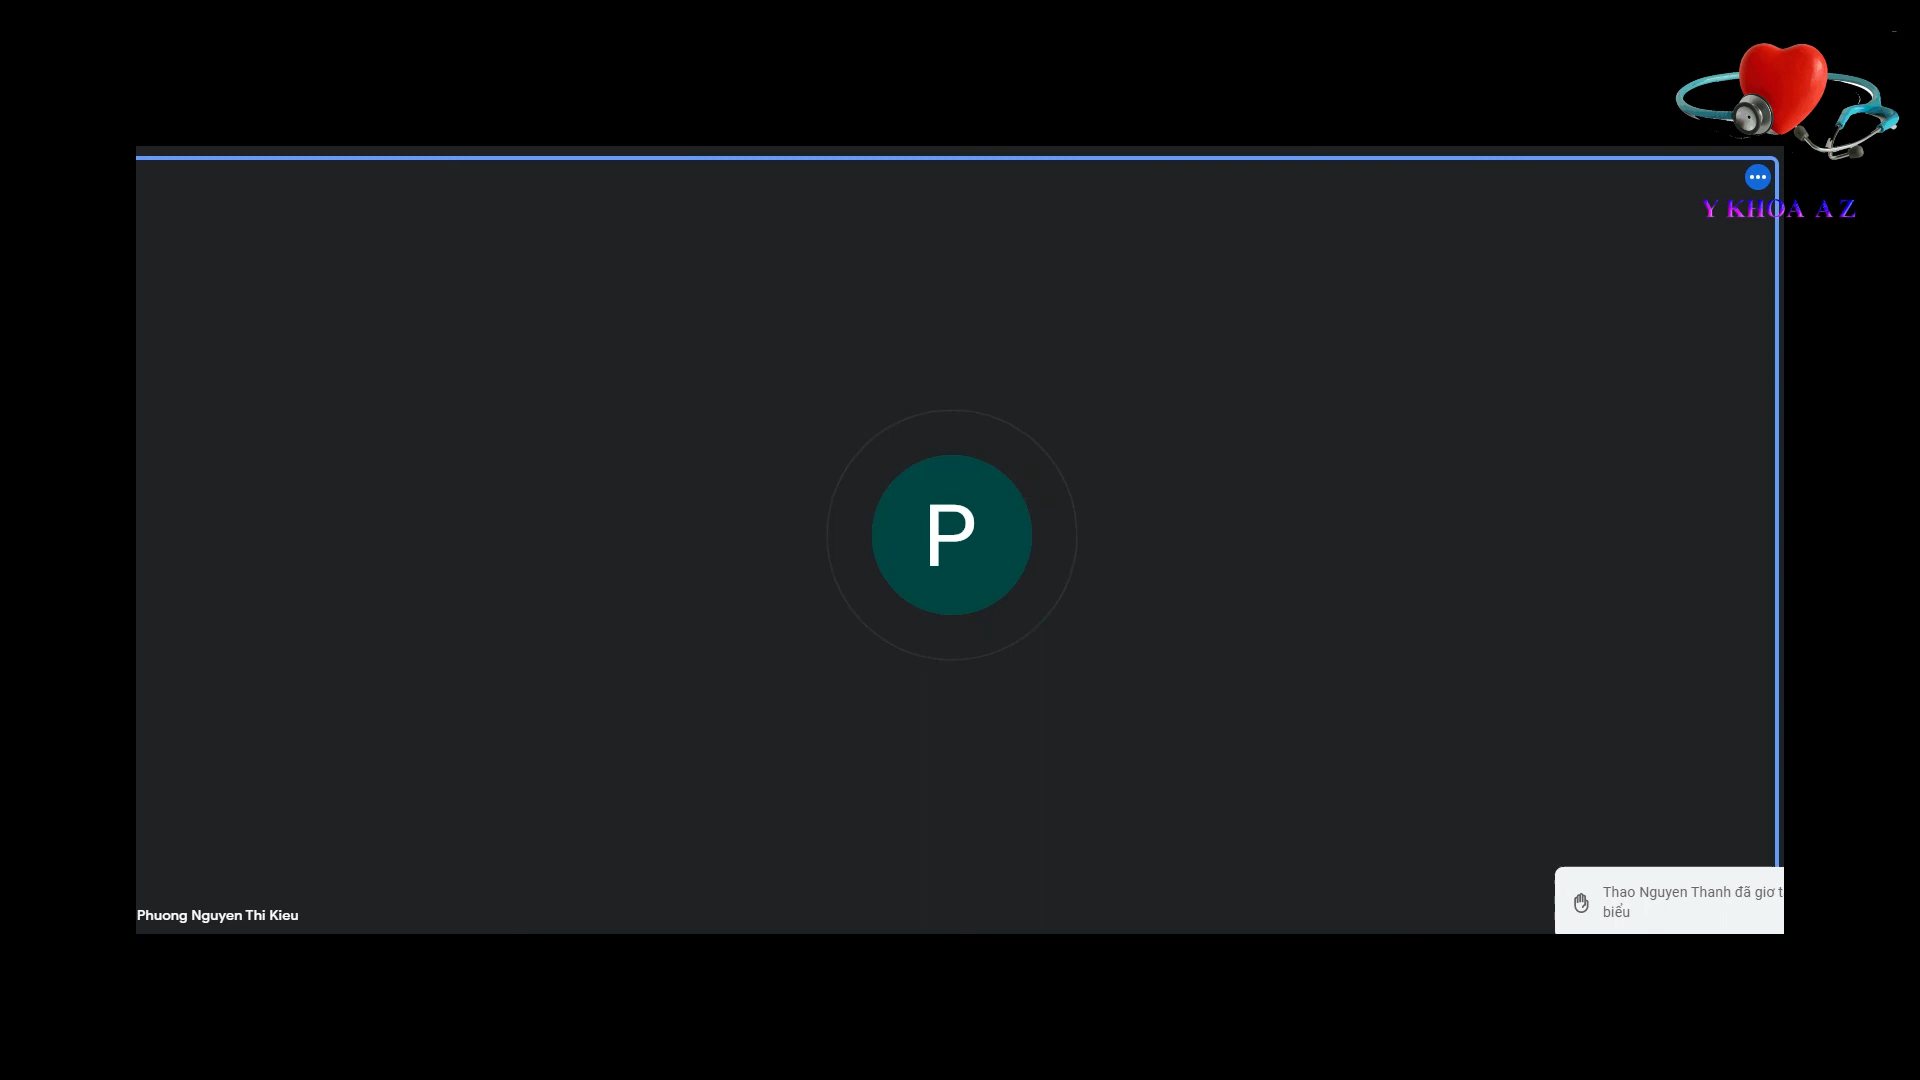 Y KHOA A Z
P
Phuong Nguyen Thi Kieu
Thao Nguyen Thanh đã giơ t
biểu